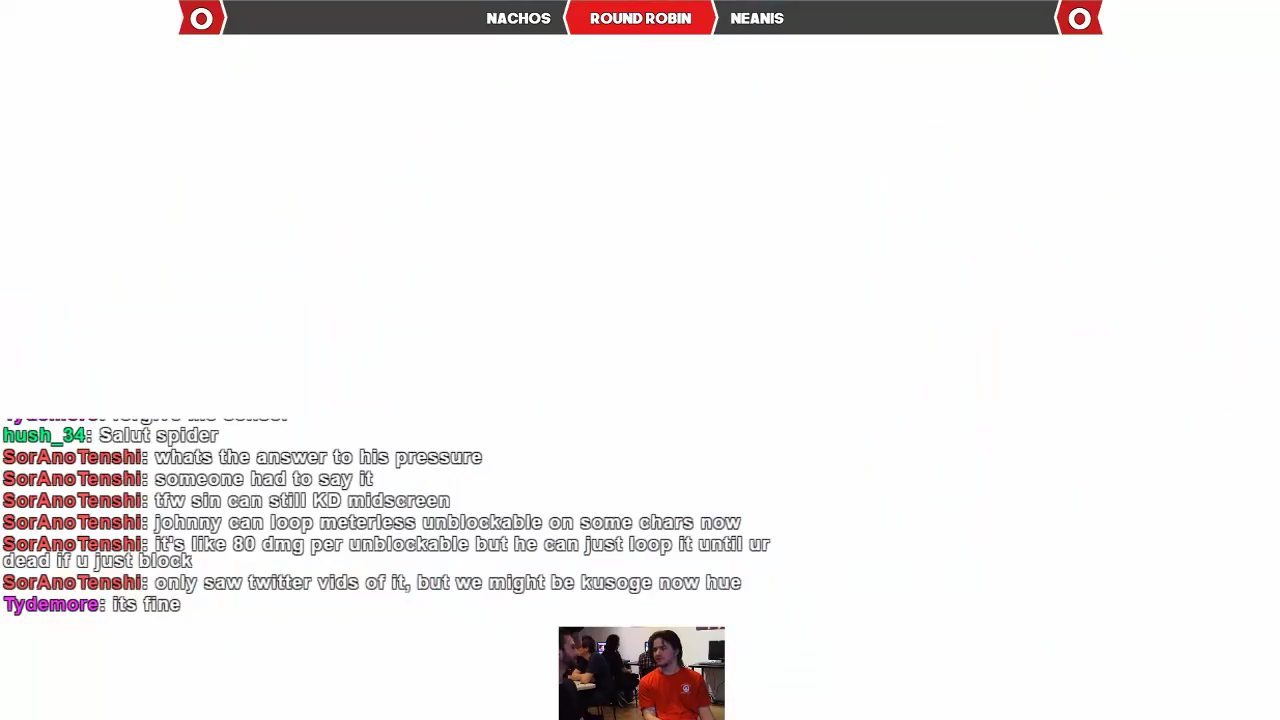 NACHOS ROUND ROBIN NEANIS
hush_34: Salut spider
SorAnoTenshi: whats the answer to his pressure
SorAnoTenshi: someone had to say it
SorAnoTenshi: tfw sin can still KD midscreen
SorAnoTenshi: johnny can loop meterless unblockable on some chars now
SorAnoTenshi: it's like 80 dmg per unblockable but he can just loop it until ur
dead if u just block
SorAnoTenshi: only saw twitter vids of it, but we might be kusoge now hue
Tydemore: its fine